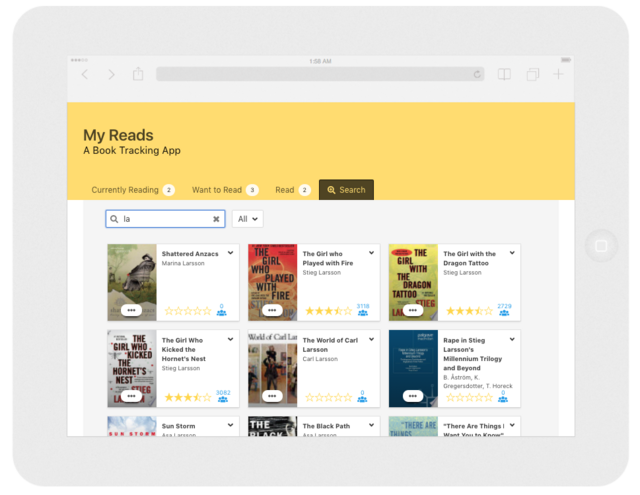 1:58 AM
My Reads
A Book Tracking App
Currently Reading 2 Want to Read 3 Read 2 Search
la All
Shattered Anzacs
Marina Larsson
0
THE GIRL WHO PLAYED WITH FIRE
The Girl who
Played with Fire
Stieg Larsson
3118
THE GIRL WITH THE DRAGON TATTOO
The Girl with the
Dragon Tattoo
Stieg Larsson
2729
THE GIRL WHO KICKED THE HORNET'S NEST
STIEG
The Girl Who
Kicked the
Hornet's Nest
Stieg Larsson
3082
World of Carl Lar
The World of Carl
Larsson
Carl Larsson
0
Rape in Stieg
Larsson's
Millennium Trilogy
and Beyond
B. Åström, K.
Gregersdotter, T. Horeck
0
SUN STORM
Sun Storm
Asa Larsson
THE BLACK
The Black Path
Asa Larsson
"THERE ARE THINGS
"There Are Things I
Want You to Know"